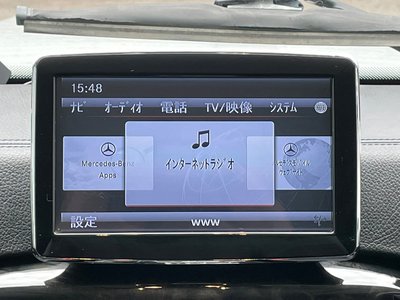 15:48
ナビ オーディオ 電話 TV/映像 システム
Mercedes-Benz
Apps
インターネットラジオ
設定 www